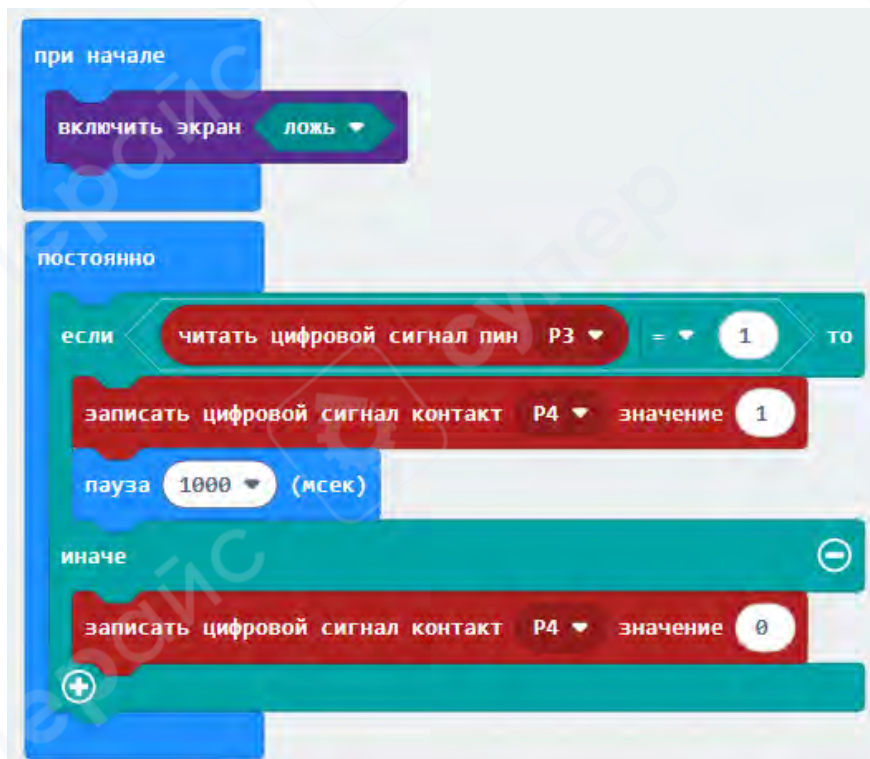 при начале
включить экран ложь
постоянно
если читать цифровой сигнал пин P3 = 1 то
записать цифровой сигнал контакт P4 значение 1
пауза 1000 (мсек)
иначе
записать цифровой сигнал контакт P4 значение 0